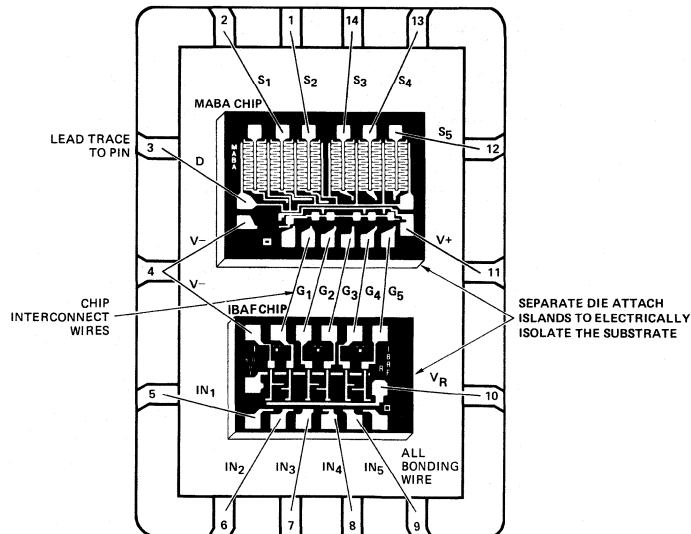 2
1
14
13
S1
S2
S3
S4
MABA CHIP
LEAD TRACE
TO PIN
S5
MABA
3
12
D
V−
V+
4
11
V−
CHIP
INTERCONNECT
WIRES
G1
G2
G3
G4
G5
SEPARATE DIE ATTACH
ISLANDS TO ELECTRICALLY
ISOLATE THE SUBSTRATE
IBAF CHIP
IBAF
A
VR
5
IN1
10
IN2
IN3
IN4
IN5
ALL
BONDING
WIRE
6
7
8
9